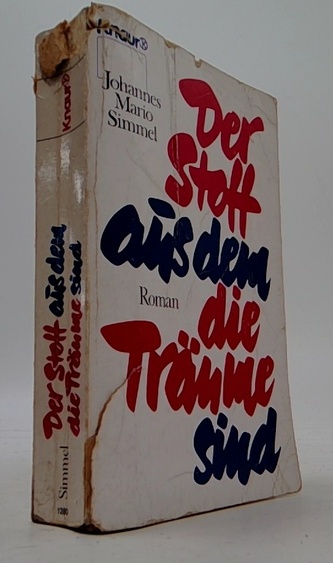 Knaur®
Johannes
Mario
Simmel
Der
Stoff
aus dem
die
Träume
sind
Roman
Knaur®
Der Stoff aus dem
die Träume sind
Simmel
1280